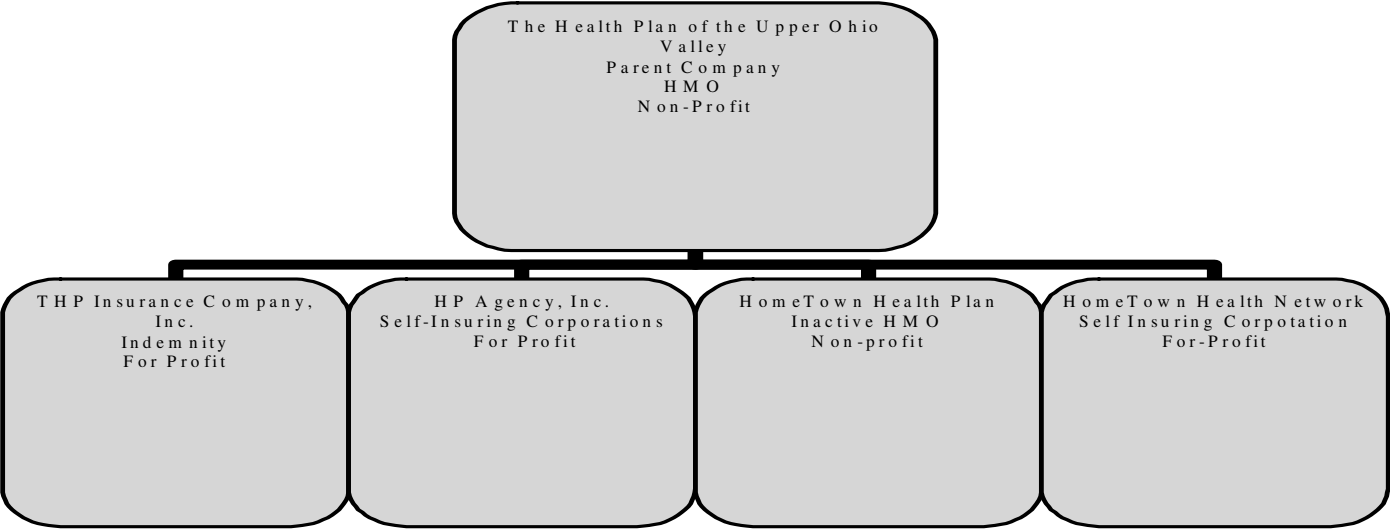 The Health Plan of the Upper Ohio
Valley
Parent Company
HMO
Non-Profit
THP Insurance Company,
Inc.
Indemnity
For Profit
HP Agency, Inc.
Self-Insuring Corporations
For Profit
HomeTown Health Plan
Inactive HMO
Non-profit
HomeTown Health Network
Self Insuring Corpotation
For-Profit